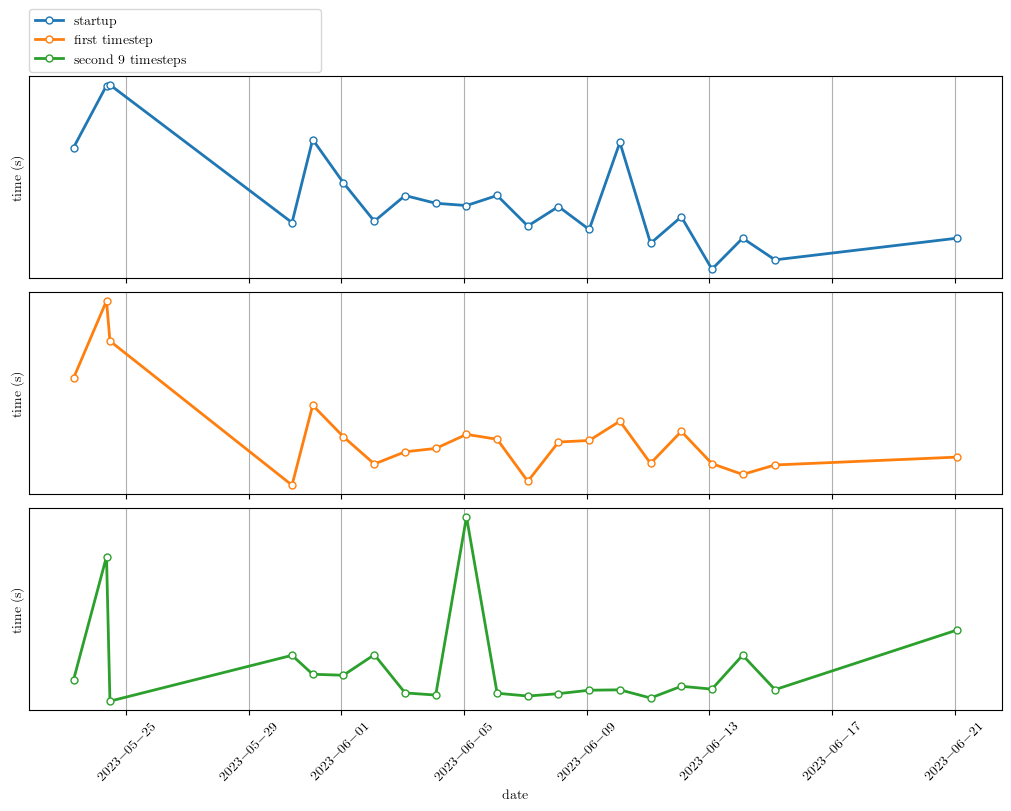 startup
first timestep
second 9 timesteps
time (s)
time (s)
time (s)
2023−05−25
2023−05−29
2023−06−01
2023−06−05
2023−06−09
2023−06−13
2023−06−17
2023−06−21
date